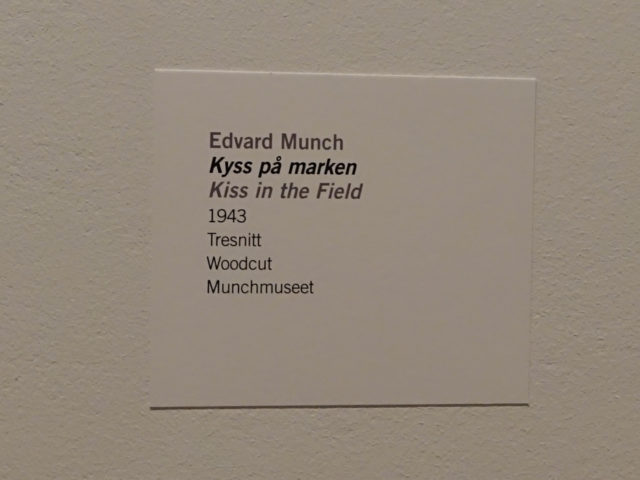 Edvard Munch
Kyss på marken
Kiss in the Field
1943
Tresnitt
Woodcut
Munchmuseet